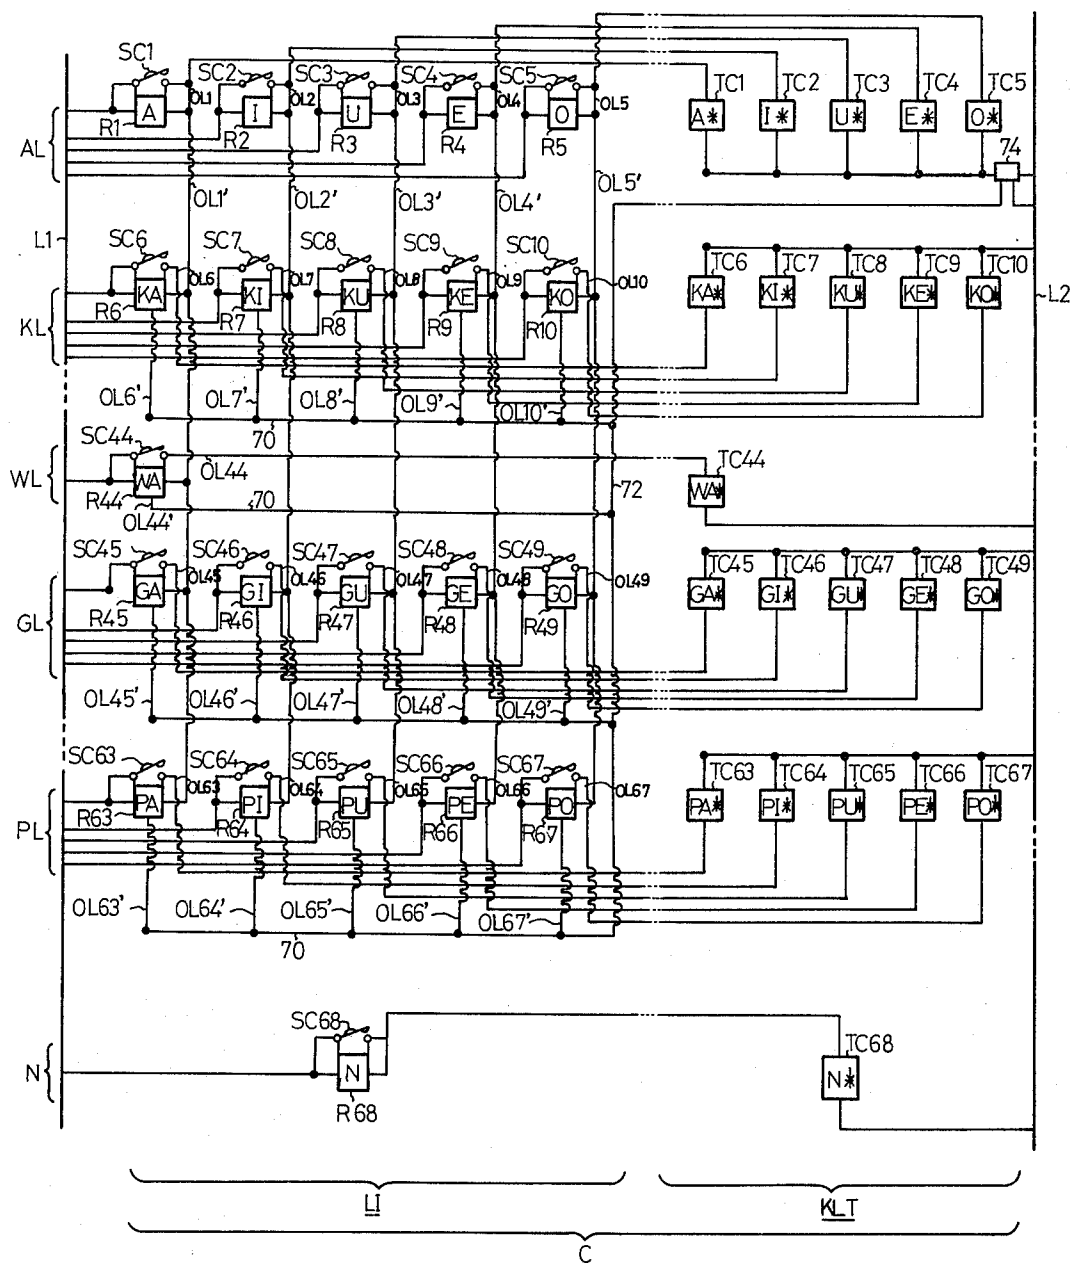 SC1 SC2 SC3 SC4 SC5
TC1 TC2 TC3 TC4 TC5
OL1 OL2 OL3 OL4 OL5
A I U E O
A* I* U* E* O*
R1 R2 R3 R4 R5
AL
74
OL1' OL2' OL3' OL4' OL5'
L1
SC6 SC7 SC8 SC9 SC10
TC6 TC7 TC8 TC9 TC10
OL6 OL7 OL8 OL9 OL10
KA KI KU KE KO
KA* KI* KU* KE* KO*
L2
R6 R7 R8 R9 R10
KL
OL6' OL7' OL8' OL9' OL10'
70
SC44
OL44
TC44
WL
WA
WA*
72
R44
70
OL44'
SC45 SC46 SC47 SC48 SC49
TC45 TC46 TC47 TC48 TC49
OL45 OL46 OL47 OL48 OL49
GA GI GU GE GO
GA* GI* GU* GE* GO*
R45 R46 R47 R48 R49
GL
OL45' OL46' OL47' OL48' OL49'
SC63 SC64 SC65 SC66 SC67
TC63 TC64 TC65 TC66 TC67
OL63 OL64 OL65 OL66 OL67
PA PI PU PE PO
PA* PI* PU* PE* PO*
R63 R64 R65 R66 R67
PL
OL63' OL64' OL65' OL66' OL67'
70
SC68
TC68
N
N
N*
R68
LI
KLT
C